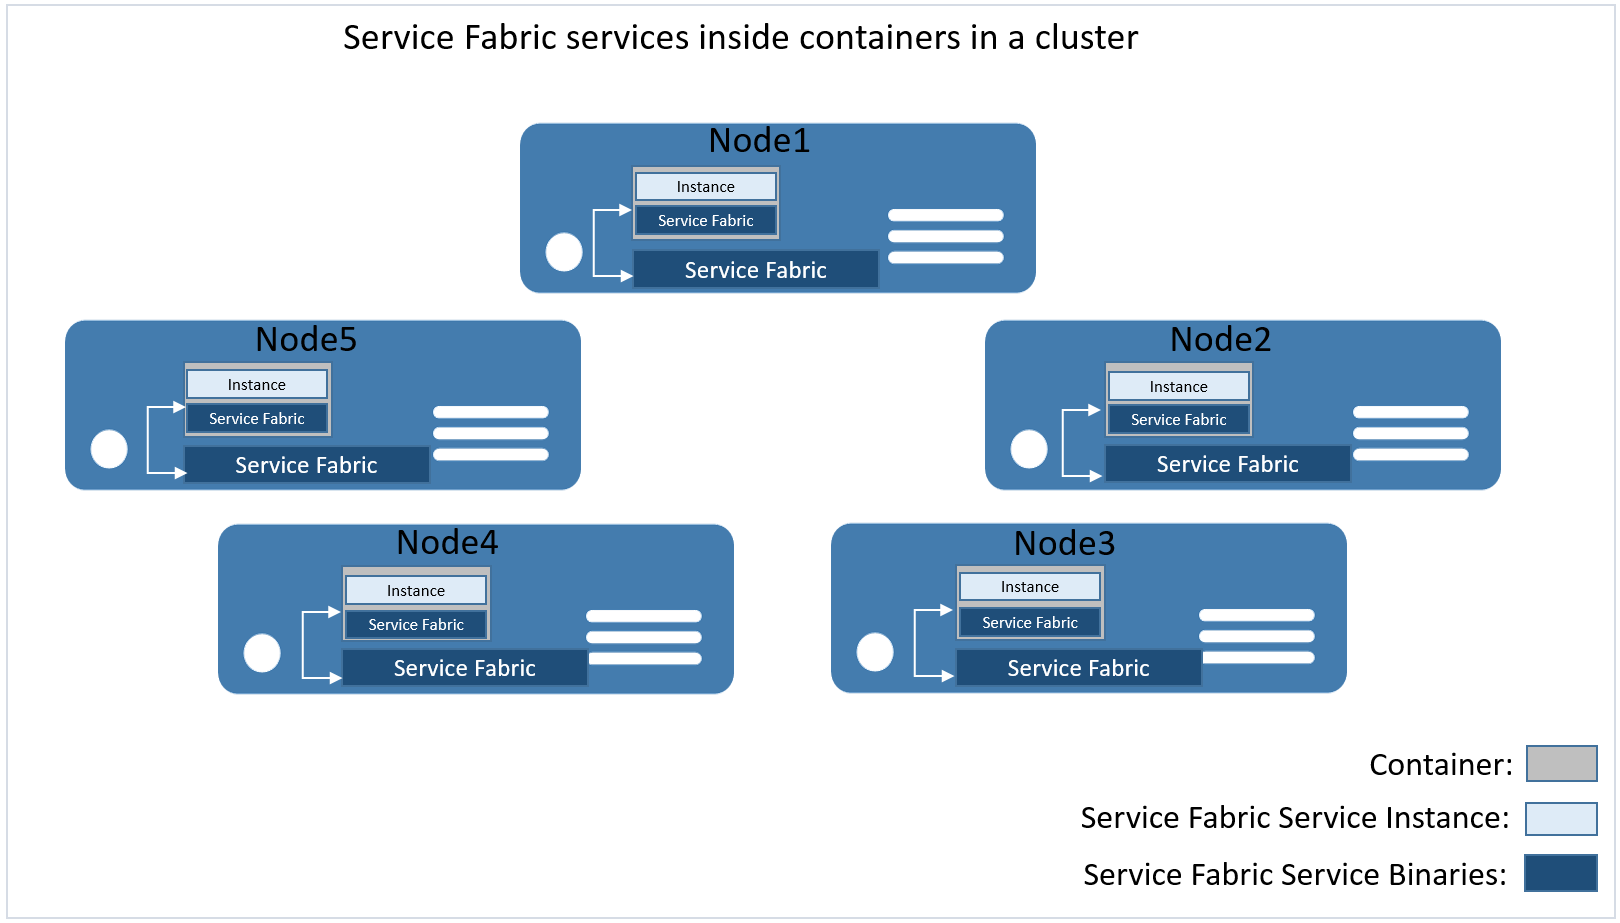 Service Fabric services inside containers in a cluster
Node1
Instance
Service Fabric
Service Fabric
Node5
Instance
Service Fabric
Service Fabric
Node2
Instance
Service Fabric
Service Fabric
Node4
Instance
Service Fabric
Service Fabric
Node3
Instance
Service Fabric
Service Fabric
Container:
Service Fabric Service Instance:
Service Fabric Service Binaries: